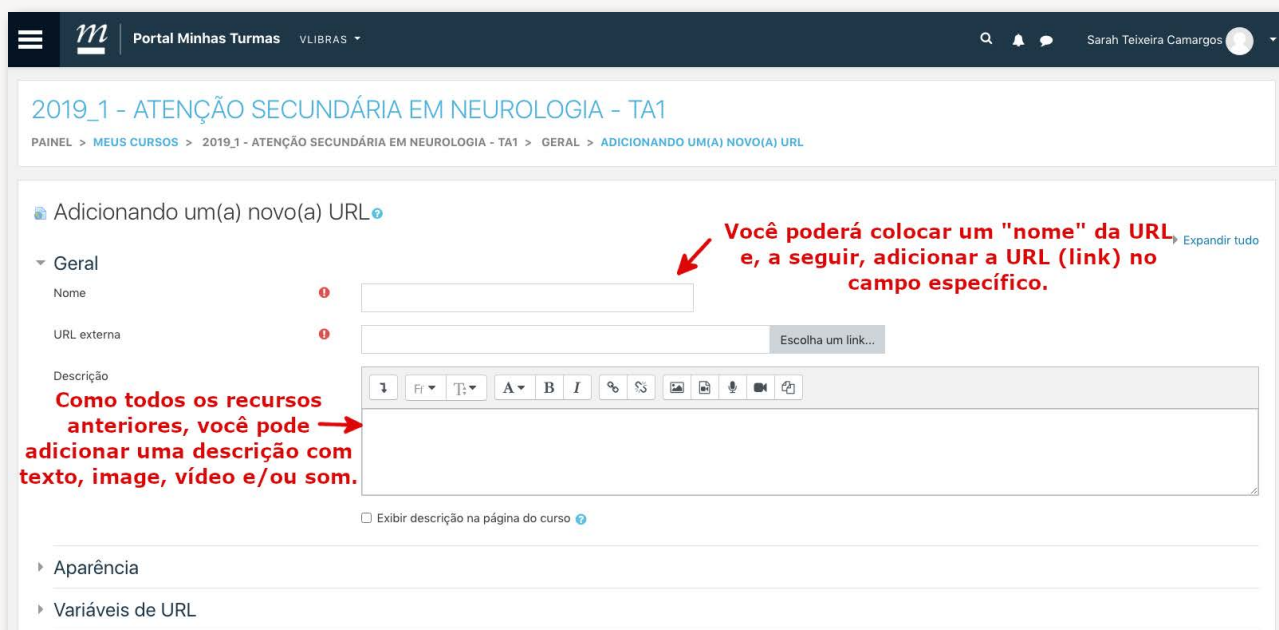 m Portal Minhas Turmas VLIBRAS Sarah Teixeira Camargos
2019_1 - ATENÇÃO SECUNDÁRIA EM NEUROLOGIA - TA1
PAINEL > MEUS CURSOS > 2019_1 - ATENÇÃO SECUNDÁRIA EM NEUROLOGIA - TA1 > GERAL > ADICIONANDO UM(A) NOVO(A) URL
Adicionando um(a) novo(a) URL
Você poderá colocar um "nome" da URL
e, a seguir, adicionar a URL (link) no
campo específico.
Expandir tudo
Geral
Nome
URL externa
Escolha um link...
Descrição
Como todos os recursos
anteriores, você pode
adicionar uma descrição com
texto, image, vídeo e/ou som.
A B I
Exibir descrição na página do curso
Aparência
Variáveis de URL